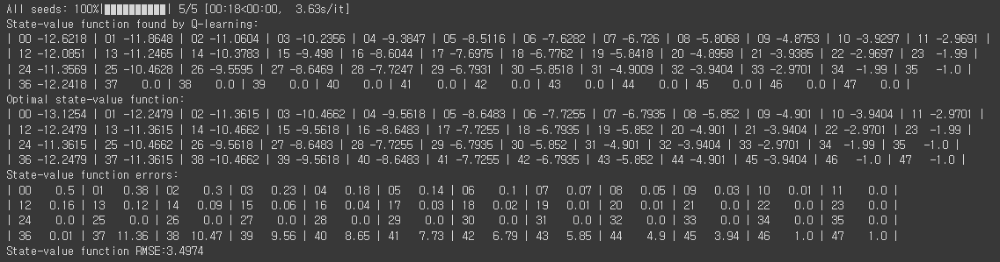 All seeds: 100%|██████████| 5/5 [00:18<00:00,  3.63s/it]
State-value function found by Q-learning:
| 00 -12.6218 | 01 -11.8648 | 02 -11.0604 | 03 -10.2356 | 04 -9.3847 | 05 -8.5116 | 06 -7.6282 | 07 -6.726 | 08 -5.8068 | 09 -4.8753 | 10 -3.9297 | 11 -2.9691 |
| 12 -12.0851 | 13 -11.2465 | 14 -10.3783 | 15 -9.498 | 16 -8.6044 | 17 -7.6975 | 18 -6.7762 | 19 -5.8418 | 20 -4.8958 | 21 -3.9385 | 22 -2.9697 | 23 -1.99 |
| 24 -11.3569 | 25 -10.4628 | 26 -9.5595 | 27 -8.6469 | 28 -7.7247 | 29 -6.7931 | 30 -5.8518 | 31 -4.9009 | 32 -3.9404 | 33 -2.9701 | 34 -1.99 | 35 -1.0 |
| 36 -12.2418 | 37 0.0 | 38 0.0 | 39 0.0 | 40 0.0 | 41 0.0 | 42 0.0 | 43 0.0 | 44 0.0 | 45 0.0 | 46 0.0 | 47 0.0 |
Optimal state-value function:
| 00 -13.1254 | 01 -12.2479 | 02 -11.3615 | 03 -10.4662 | 04 -9.5618 | 05 -8.6483 | 06 -7.7255 | 07 -6.7935 | 08 -5.852 | 09 -4.901 | 10 -3.9404 | 11 -2.9701 |
| 12 -12.2479 | 13 -11.3615 | 14 -10.4662 | 15 -9.5618 | 16 -8.6483 | 17 -7.7255 | 18 -6.7935 | 19 -5.852 | 20 -4.901 | 21 -3.9404 | 22 -2.9701 | 23 -1.99 |
| 24 -11.3615 | 25 -10.4662 | 26 -9.5618 | 27 -8.6483 | 28 -7.7255 | 29 -6.7935 | 30 -5.852 | 31 -4.901 | 32 -3.9404 | 33 -2.9701 | 34 -1.99 | 35 -1.0 |
| 36 -12.2479 | 37 -11.3615 | 38 -10.4662 | 39 -9.5618 | 40 -8.6483 | 41 -7.7255 | 42 -6.7935 | 43 -5.852 | 44 -4.901 | 45 -3.9404 | 46 -1.0 | 47 -1.0 |
State-value function errors:
| 00 0.5 | 01 0.38 | 02 0.3 | 03 0.23 | 04 0.18 | 05 0.14 | 06 0.1 | 07 0.07 | 08 0.05 | 09 0.03 | 10 0.01 | 11 0.0 |
| 12 0.16 | 13 0.12 | 14 0.09 | 15 0.06 | 16 0.04 | 17 0.03 | 18 0.02 | 19 0.01 | 20 0.01 | 21 0.0 | 22 0.0 | 23 0.0 |
| 24 0.0 | 25 0.0 | 26 0.0 | 27 0.0 | 28 0.0 | 29 0.0 | 30 0.0 | 31 0.0 | 32 0.0 | 33 0.0 | 34 0.0 | 35 0.0 |
| 36 0.01 | 37 11.36 | 38 10.47 | 39 9.56 | 40 8.65 | 41 7.73 | 42 6.79 | 43 5.85 | 44 4.9 | 45 3.94 | 46 1.0 | 47 1.0 |
State-value function RMSE:3.4974